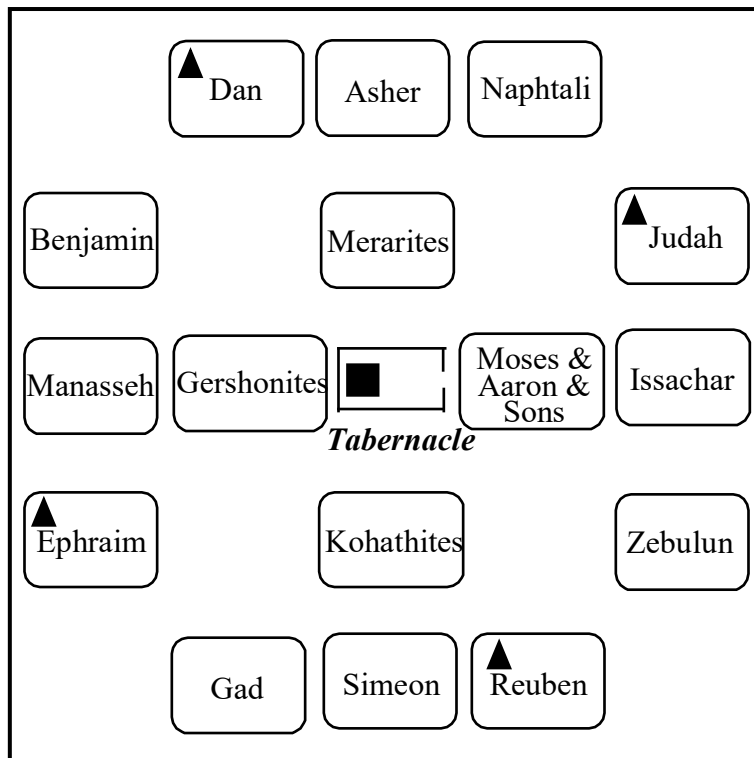 Dan
Asher
Naphtali
Benjamin
Merarites
Judah
Manasseh
Gershonites
Moses &
Aaron &
Sons
Issachar
Tabernacle
Ephraim
Kohathites
Zebulun
Gad
Simeon
Reuben